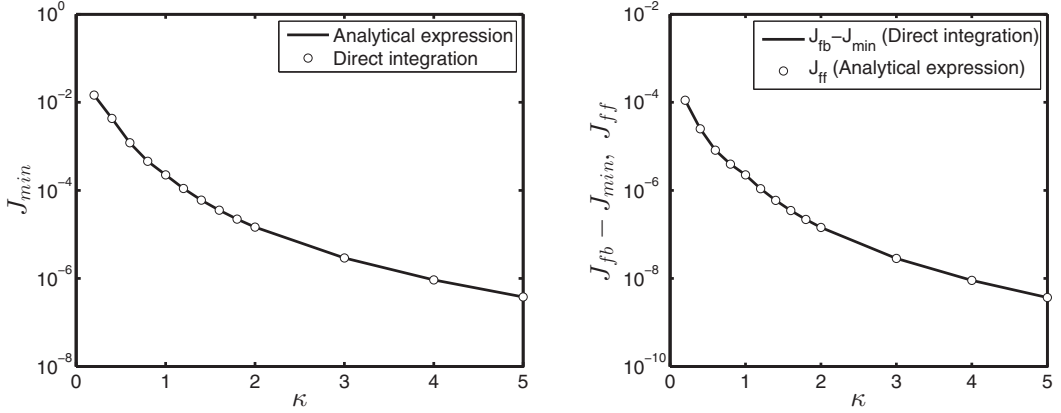 10^0
10^−2
10^−4
10^−6
10^−8
J_min
0 1 2 3 4 5
κ
Analytical expression
Direct integration
10^−2
10^−4
10^−6
10^−8
10^−10
J_fb − J_min, J_ff
0 1 2 3 4 5
κ
J_fb−J_min (Direct integration)
J_ff (Analytical expression)